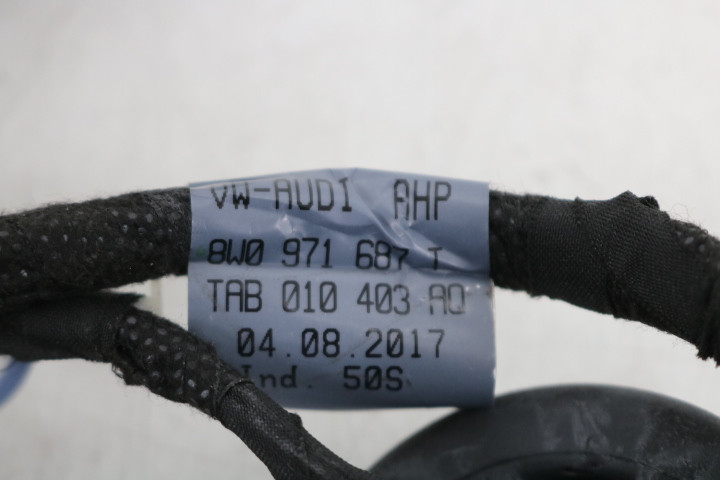 VW-AUDI AHP
8W0 971 687 T
TAB 010 403 AQ
04.08.2017
Ind. 50S